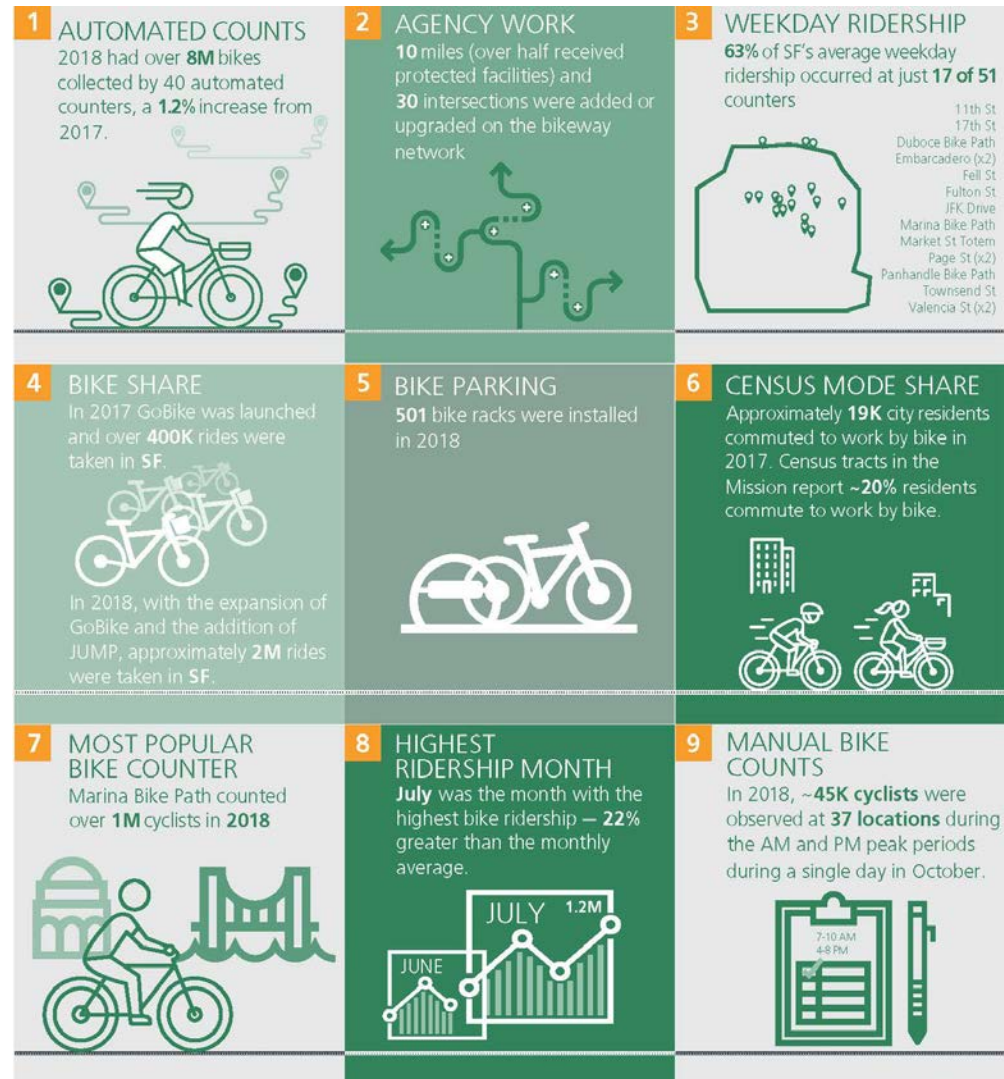 1
AUTOMATED COUNTS
2018 had over 8M bikes
collected by 40 automated
counters, a 1.2% increase from
2017.
2
AGENCY WORK
10 miles (over half received
protected facilities) and
30 intersections were added or
upgraded on the bikeway
network
3
WEEKDAY RIDERSHIP
63% of SF's average weekday
ridership occurred at just 17 of 51
counters
11th St
17th St
Duboce Bike Path
Embarcadero (x2)
Fell St
Fulton St
JFK Drive
Marina Bike Path
Market St Totem
Page St (x2)
Panhandle Bike Path
Townsend St
Valencia St (x2)
4
BIKE SHARE
In 2017 GoBike was launched
and over 400K rides were
taken in SF.
In 2018, with the expansion of
GoBike and the addition of
JUMP, approximately 2M rides
were taken in SF.
5
BIKE PARKING
501 bike racks were installed
in 2018
6
CENSUS MODE SHARE
Approximately 19K city residents
commuted to work by bike in
2017. Census tracts in the
Mission report ~20% residents
commute to work by bike.
7
MOST POPULAR
BIKE COUNTER
Marina Bike Path counted
over 1M cyclists in 2018
8
HIGHEST
RIDERSHIP MONTH
July was the month with the
highest bike ridership — 22%
greater than the monthly
average.
JULY 1.2M
JUNE
9
MANUAL BIKE
COUNTS
In 2018, ~45K cyclists were
observed at 37 locations during
the AM and PM peak periods
during a single day in October.
7-10 AM
4-8 PM